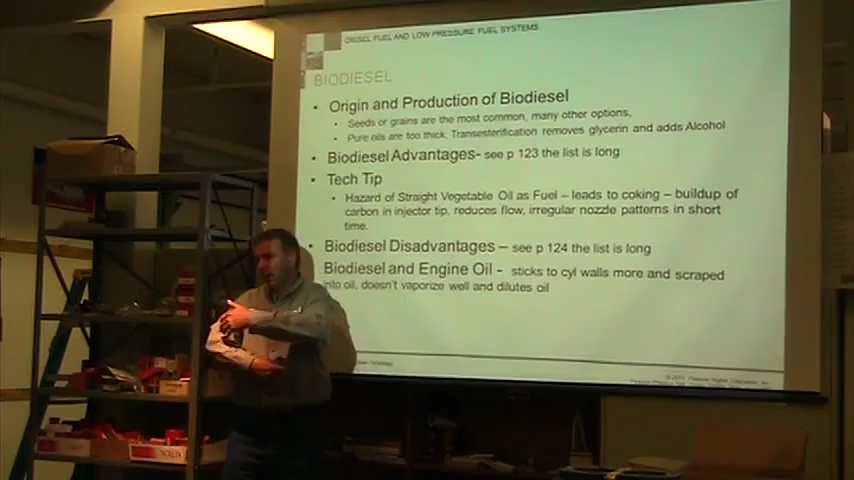 DIESEL FUEL AND LOW PRESSURE FUEL SYSTEMS
BIODIESEL
• Origin and Production of Biodiesel
• Seeds or grains are the most common, many other options,
• Pure oils are too thick, Transesterification removes glycerin and adds Alcohol
• Biodiesel Advantages- see p 123 the list is long
• Tech Tip
• Hazard of Straight Vegetable Oil as Fuel – leads to coking – buildup of
carbon in injector tip, reduces flow, irregular nozzle patterns in short
time.
• Biodiesel Disadvantages – see p 124 the list is long
Biodiesel and Engine Oil - sticks to cyl walls more and scraped
into oil, doesn't vaporize well and dilutes oil